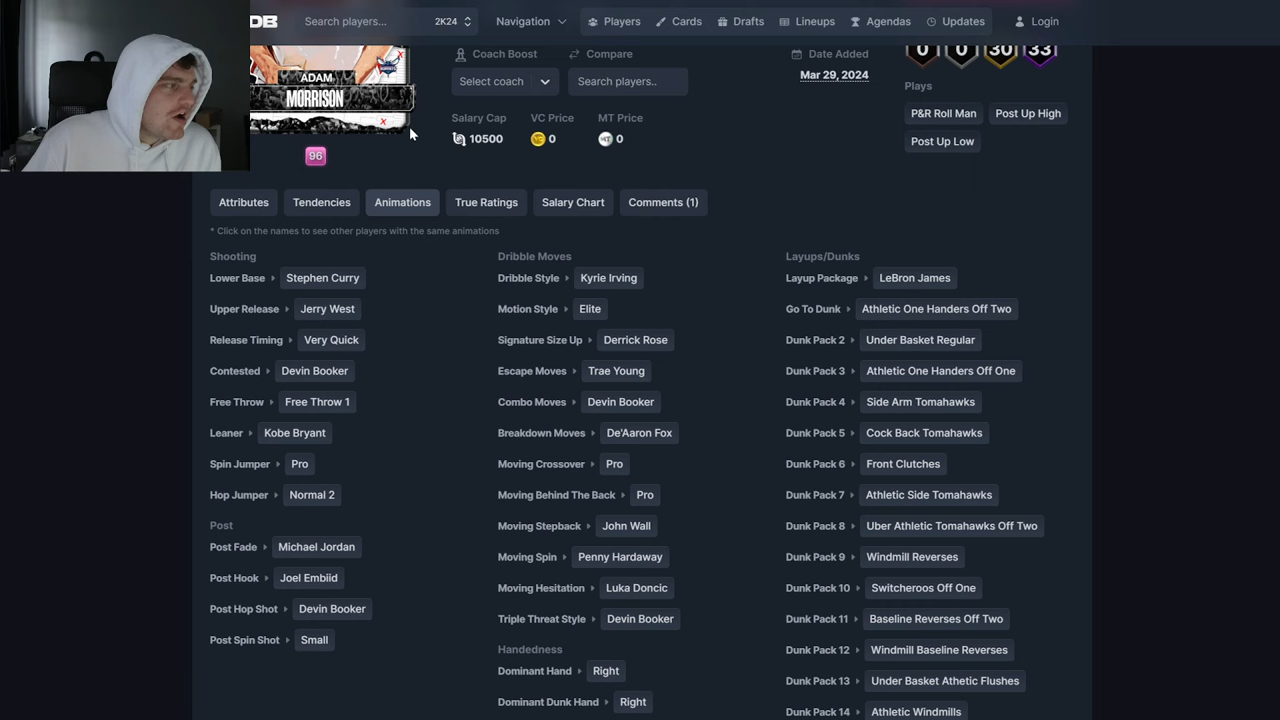 DB
Search players...
2K24
Navigation
Players
Cards
Drafts
Lineups
Agendas
Updates
Login
ADAM
MORRISON
96
Coach Boost
Select coach
Compare
Search players..
Salary Cap
10500
VC Price
0
MT Price
MT 0
Date Added
Mar 29, 2024
0 0 30 33
Plays
P&R Roll Man
Post Up High
Post Up Low
Attributes
Tendencies
Animations
True Ratings
Salary Chart
Comments (1)
* Click on the names to see other players with the same animations
Shooting
Lower Base Stephen Curry
Upper Release Jerry West
Release Timing Very Quick
Contested Devin Booker
Free Throw Free Throw 1
Leaner Kobe Bryant
Spin Jumper Pro
Hop Jumper Normal 2
Post
Post Fade Michael Jordan
Post Hook Joel Embiid
Post Hop Shot Devin Booker
Post Spin Shot Small
Dribble Moves
Dribble Style Kyrie Irving
Motion Style Elite
Signature Size Up Derrick Rose
Escape Moves Trae Young
Combo Moves Devin Booker
Breakdown Moves De'Aaron Fox
Moving Crossover Pro
Moving Behind The Back Pro
Moving Stepback John Wall
Moving Spin Penny Hardaway
Moving Hesitation Luka Doncic
Triple Threat Style Devin Booker
Handedness
Dominant Hand Right
Dominant Dunk Hand Right
Layups/Dunks
Layup Package LeBron James
Go To Dunk Athletic One Handers Off Two
Dunk Pack 2 Under Basket Regular
Dunk Pack 3 Athletic One Handers Off One
Dunk Pack 4 Side Arm Tomahawks
Dunk Pack 5 Cock Back Tomahawks
Dunk Pack 6 Front Clutches
Dunk Pack 7 Athletic Side Tomahawks
Dunk Pack 8 Uber Athletic Tomahawks Off Two
Dunk Pack 9 Windmill Reverses
Dunk Pack 10 Switcheroos Off One
Dunk Pack 11 Baseline Reverses Off Two
Dunk Pack 12 Windmill Baseline Reverses
Dunk Pack 13 Under Basket Athetic Flushes
Dunk Pack 14 Athletic Windmills